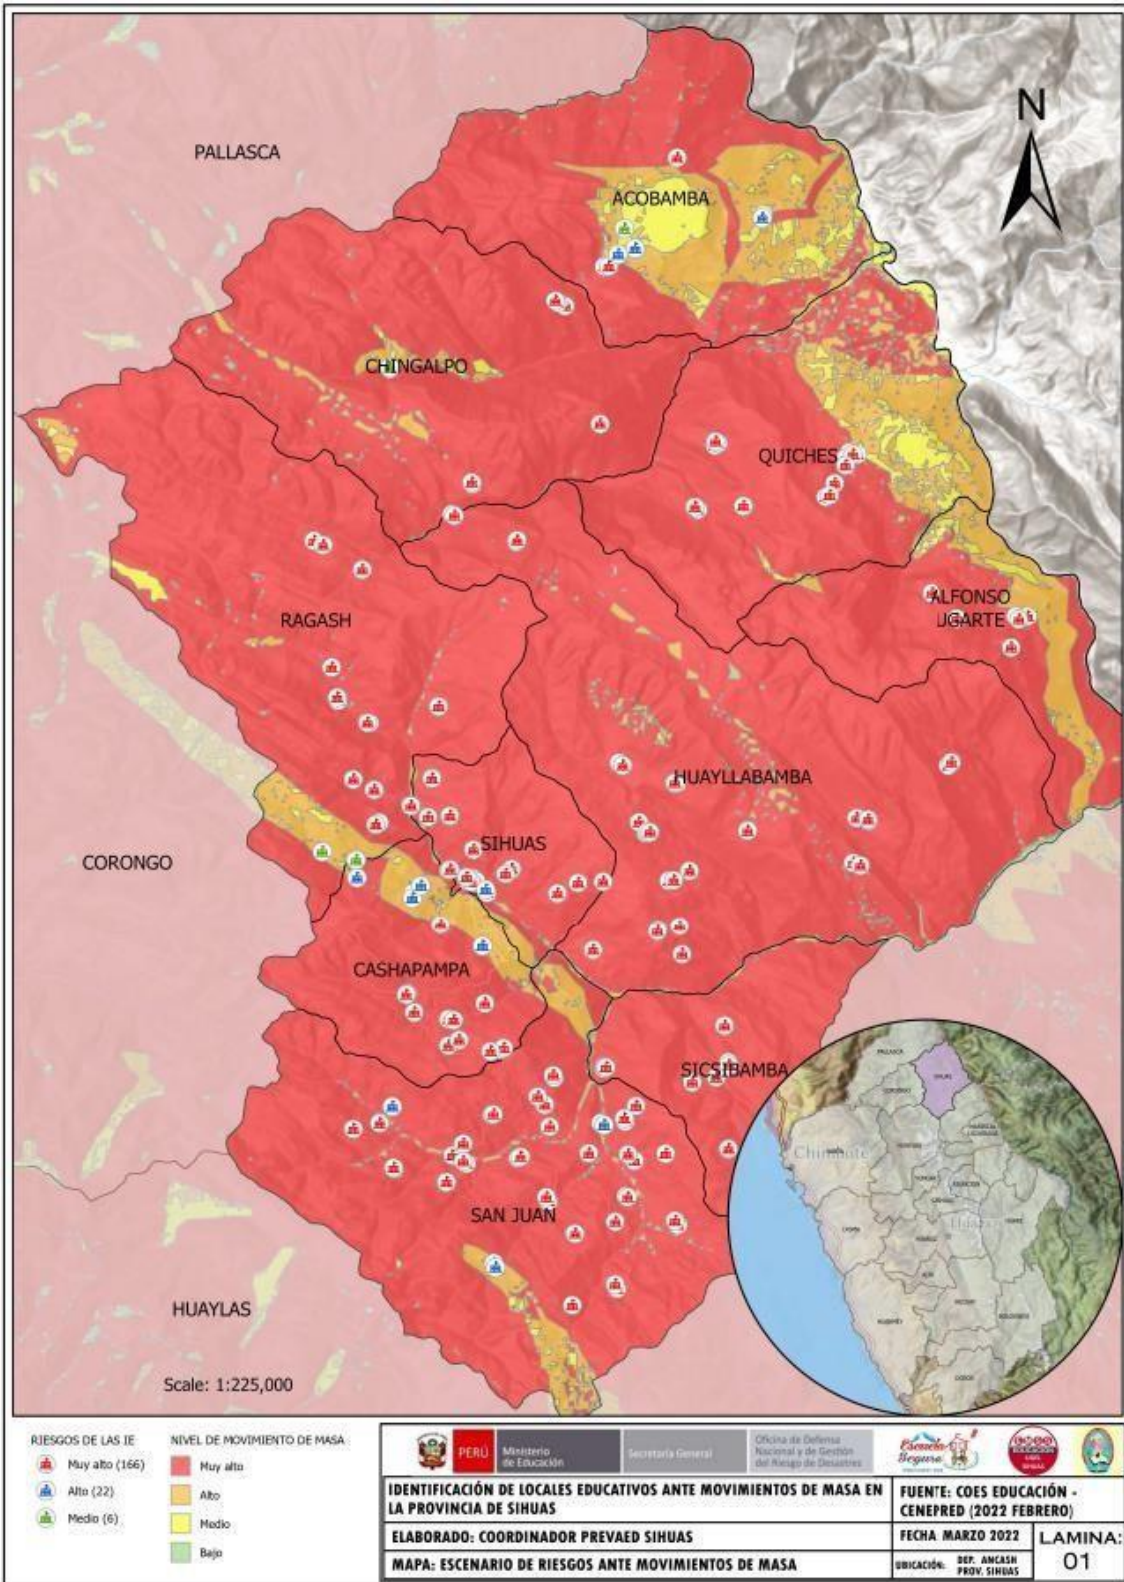 N
PALLASCA
ACOBAMBA
CHINGALPO
QUICHES
ALFONSO
UGARTE
RAGASH
HUAYLLABAMBA
SIHUAS
CORONGO
CASHAPAMPA
SICSIBAMBA
SAN JUAN
HUAYLAS
Scale: 1:225,000
PALLASCA
SIHUAS
CORONGO
Chimbote
RIESGOS DE LAS IE
Muy alto (166)
Alto (22)
Medio (6)
NIVEL DE MOVIMIENTO DE MASA
Muy alto
Alto
Medio
Bajo
PERÚ
Ministerio
de Educación
Secretaría General
Oficina de Defensa
Nacional y de Gestión
del Riesgo de Desastres
Escuela
Segura
IDENTIFICACIÓN DE LOCALES EDUCATIVOS ANTE MOVIMIENTOS DE MASA EN
LA PROVINCIA DE SIHUAS
FUENTE: COES EDUCACIÓN -
CENEPRED (2022 FEBRERO)
ELABORADO: COORDINADOR PREVAED SIHUAS
FECHA MARZO 2022
LAMINA:
01
MAPA: ESCENARIO DE RIESGOS ANTE MOVIMIENTOS DE MASA
UBICACIÓN:
DEP. ANCASH
PROV. SIHUAS